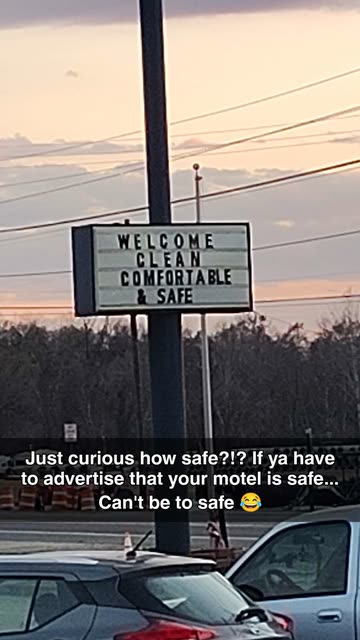 WELCOME
CLEAN
COMFORTABLE
& SAFE
Just curious how safe?!? If ya have
to advertise that your motel is safe...
Can't be to safe 😂